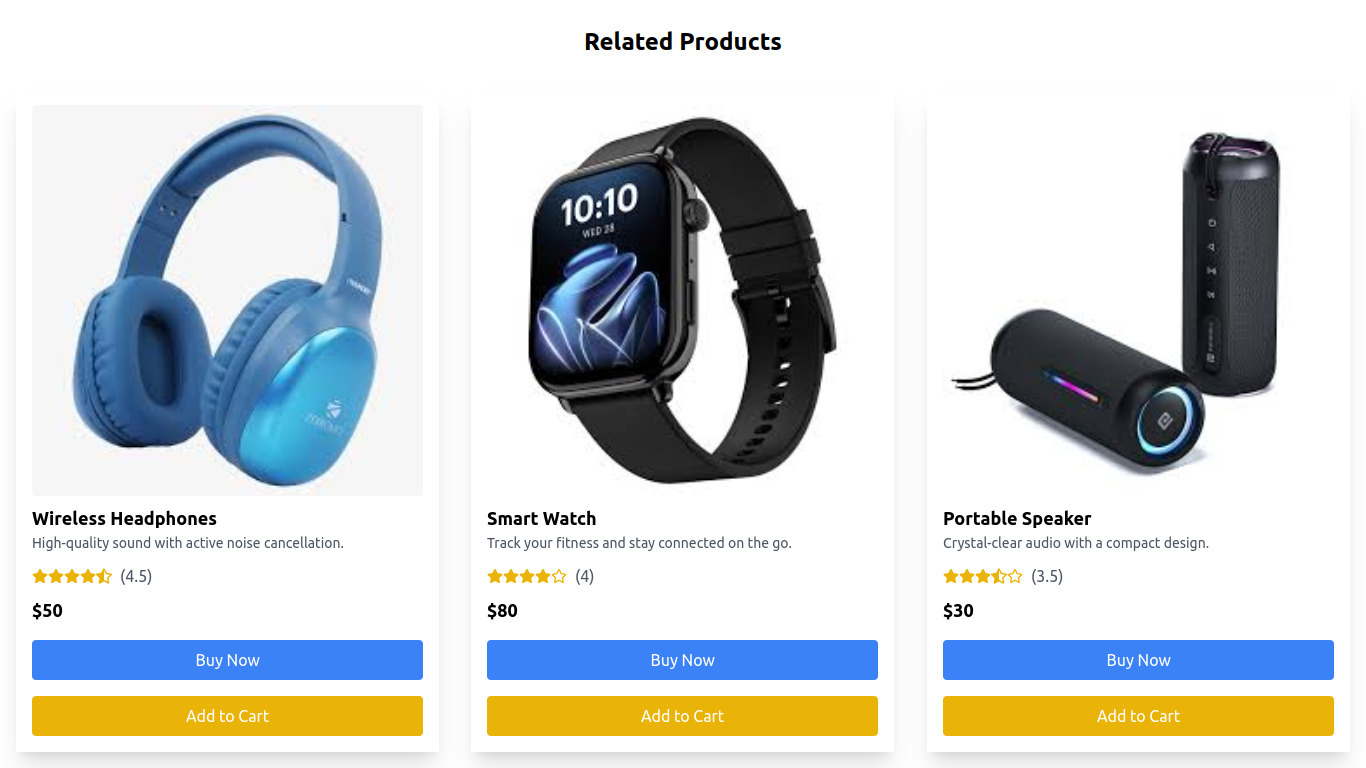 Related Products
10:10
WED 28
Wireless Headphones
High-quality sound with active noise cancellation.
(4.5)
$50
Buy Now
Add to Cart
Smart Watch
Track your fitness and stay connected on the go.
(4)
$80
Buy Now
Add to Cart
Portable Speaker
Crystal-clear audio with a compact design.
(3.5)
$30
Buy Now
Add to Cart